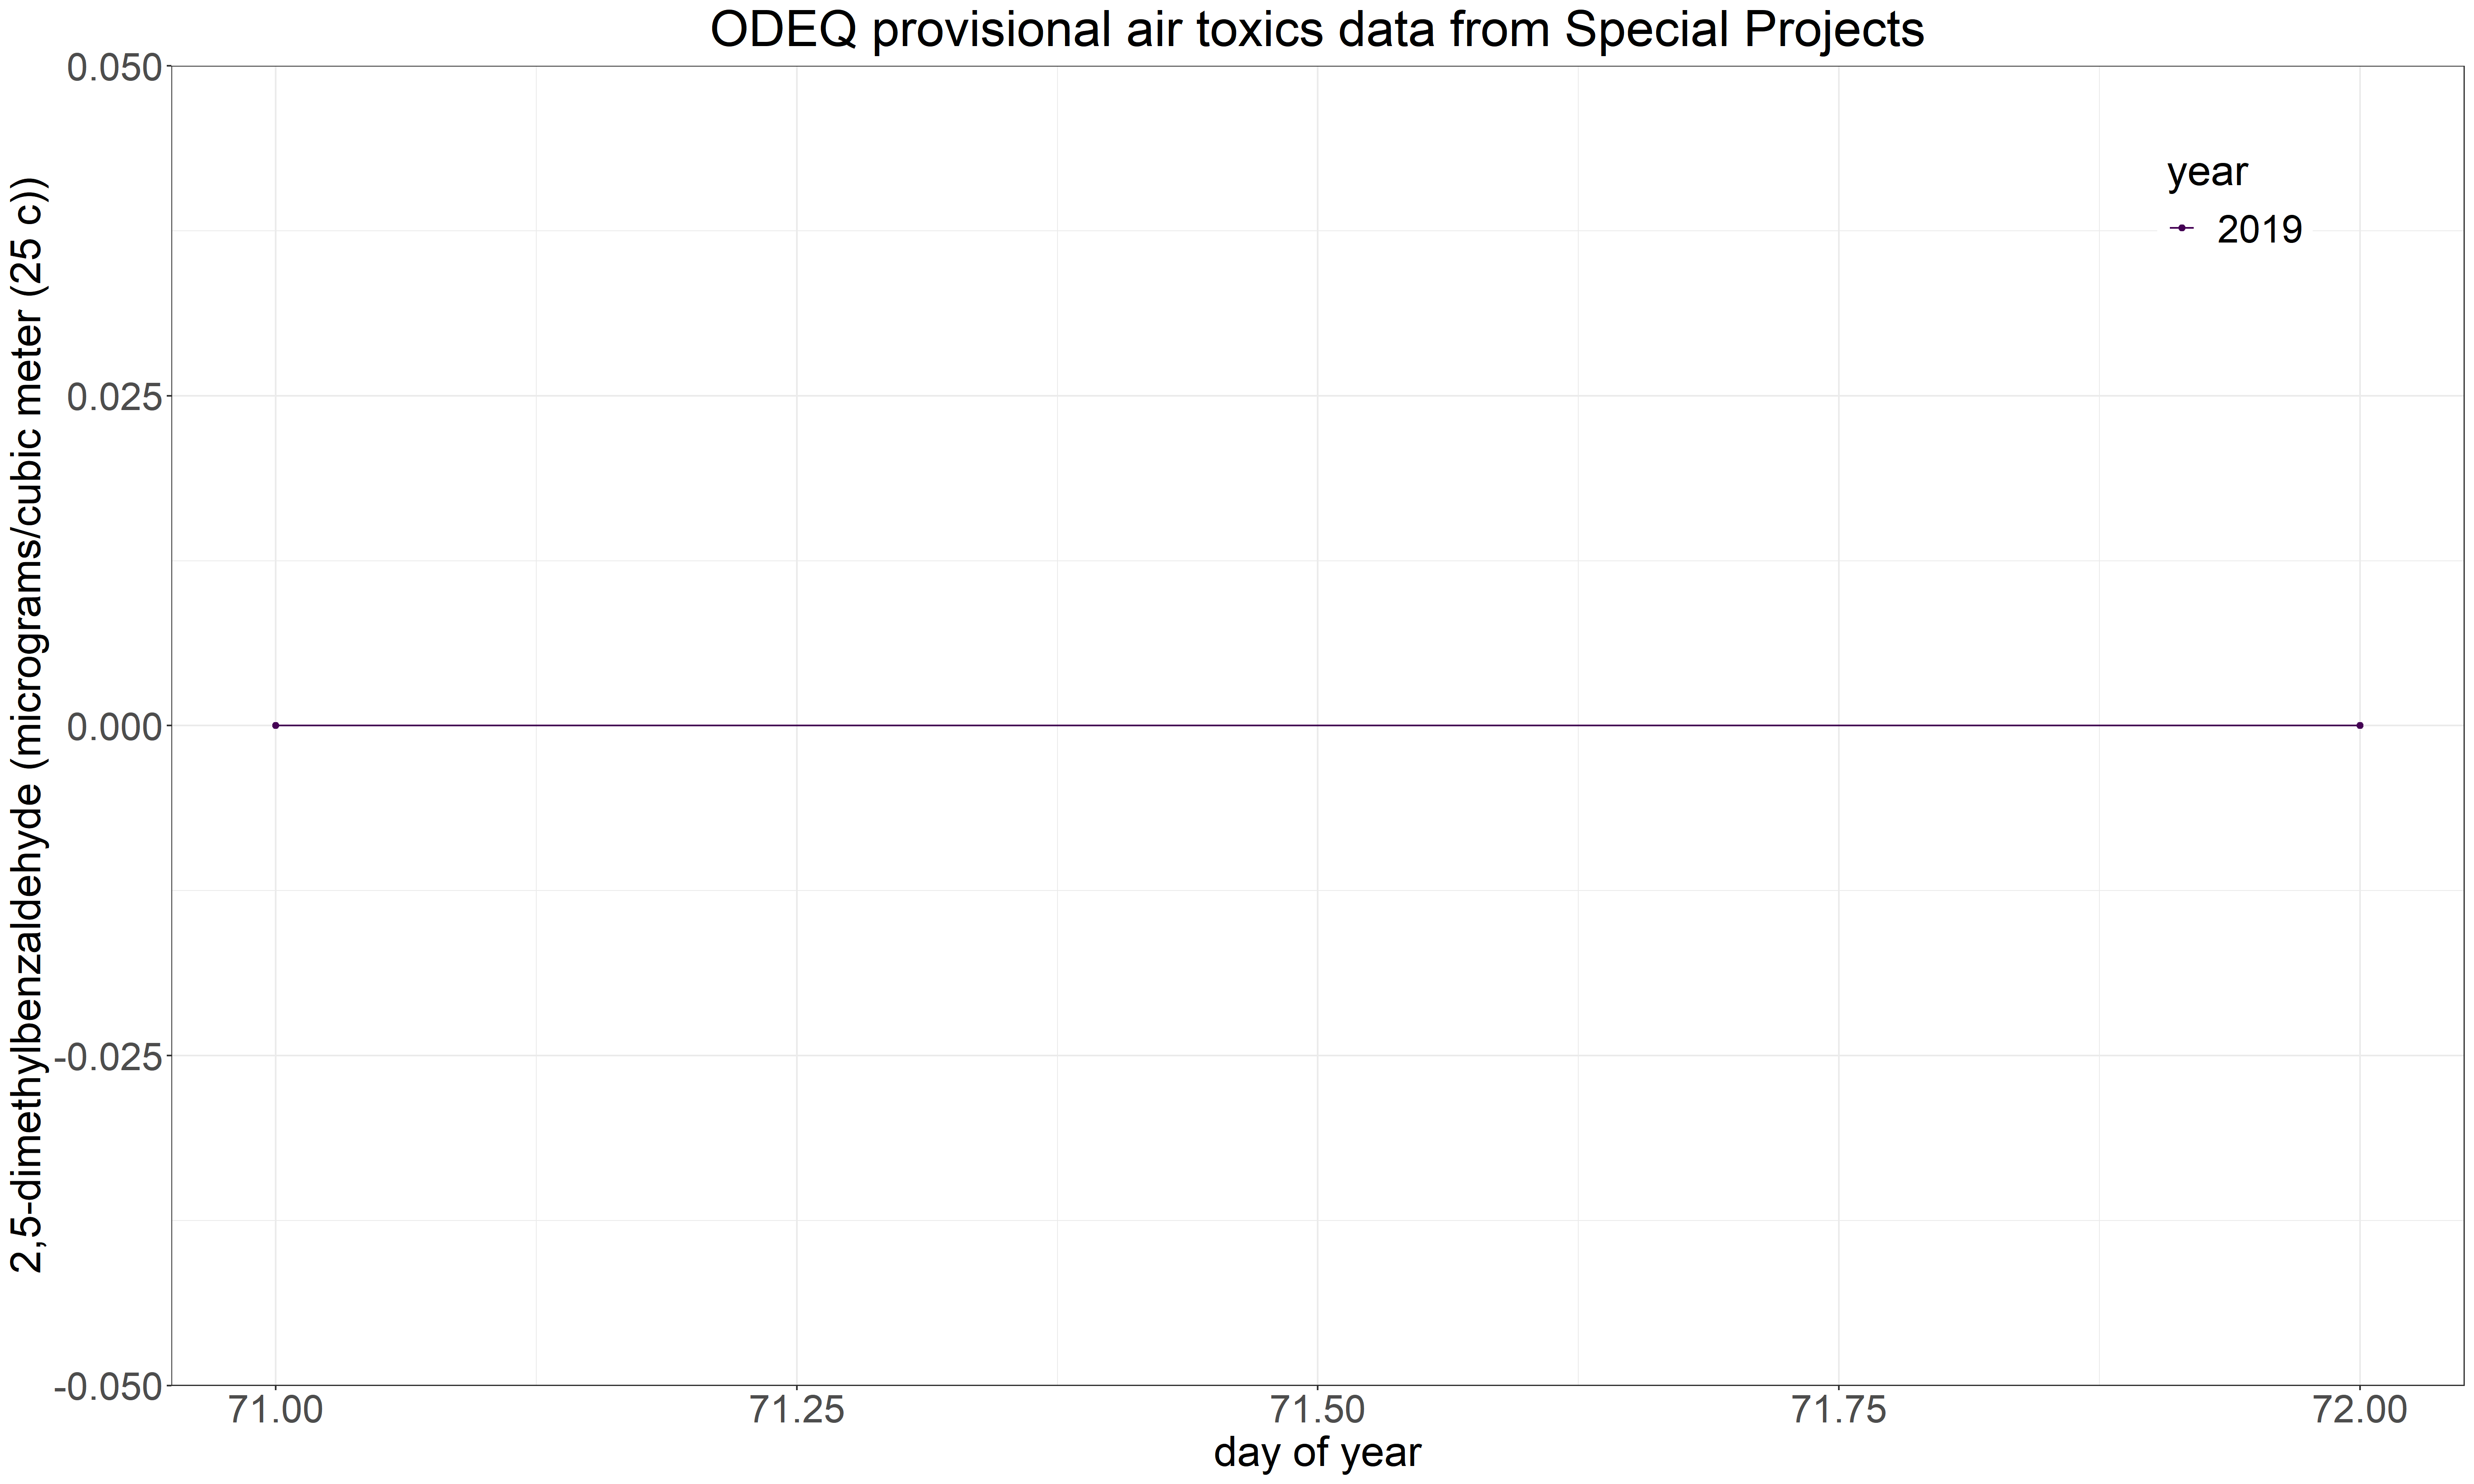 ODEQ provisional air toxics data from Special Projects
2,5-dimethylbenzaldehyde (micrograms/cubic meter (25 c))
0.050
0.025
0.000
-0.025
-0.050
year
2019
71.00
71.25
71.50
71.75
72.00
day of year